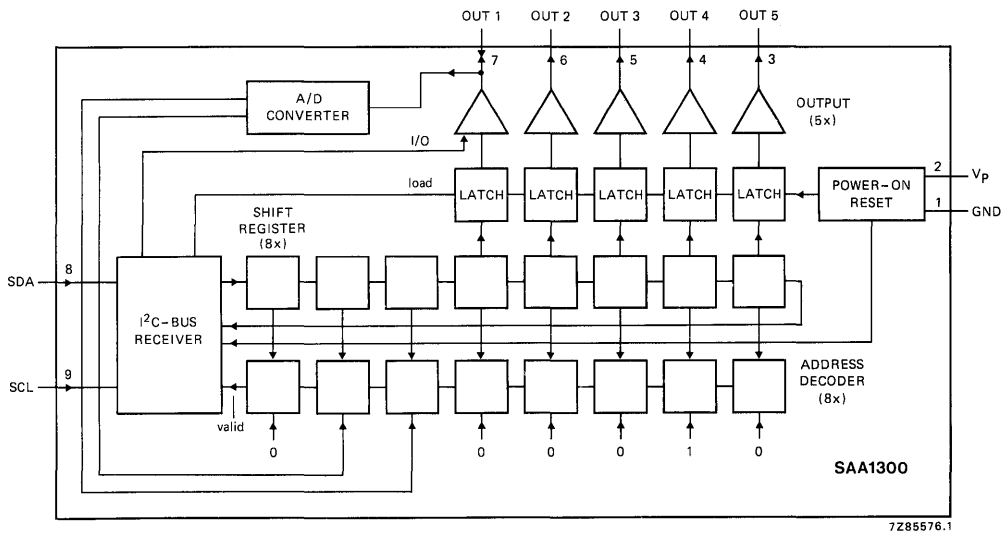 OUT 1 OUT 2 OUT 3 OUT 4 OUT 5
7 6 5 4 3
A/D
CONVERTER
OUTPUT
(5x)
I/O
load
LATCH LATCH LATCH LATCH LATCH
POWER-ON
RESET
2 VP
1 GND
SHIFT
REGISTER
(8x)
SDA 8
I²C-BUS
RECEIVER
SCL 9
ADDRESS
DECODER
(8x)
valid
0 0 0 0 1 0
SAA1300
7Z85576.1